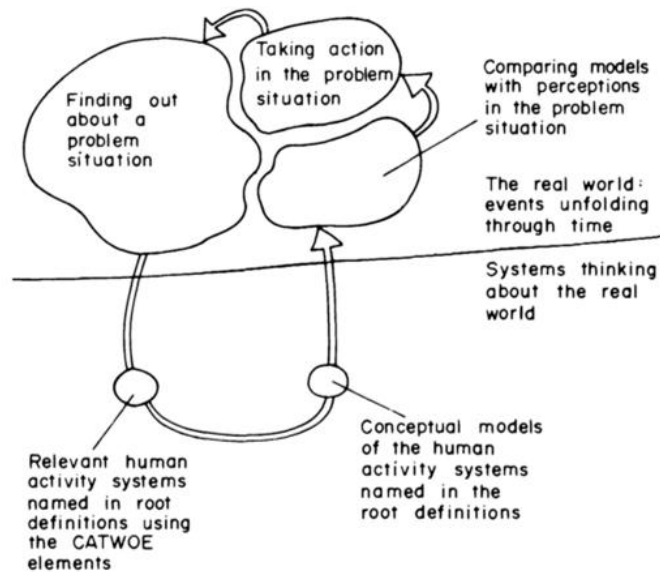 Taking action
in the problem
situation
Finding out
about a
problem
situation
Comparing models
with perceptions
in the problem
situation
The real world:
events unfolding
through time
Systems thinking
about the real
world
Relevant human
activity systems
named in root
definitions using
the CATWOE
elements
Conceptual models
of the human
activity systems
named in the
root definitions